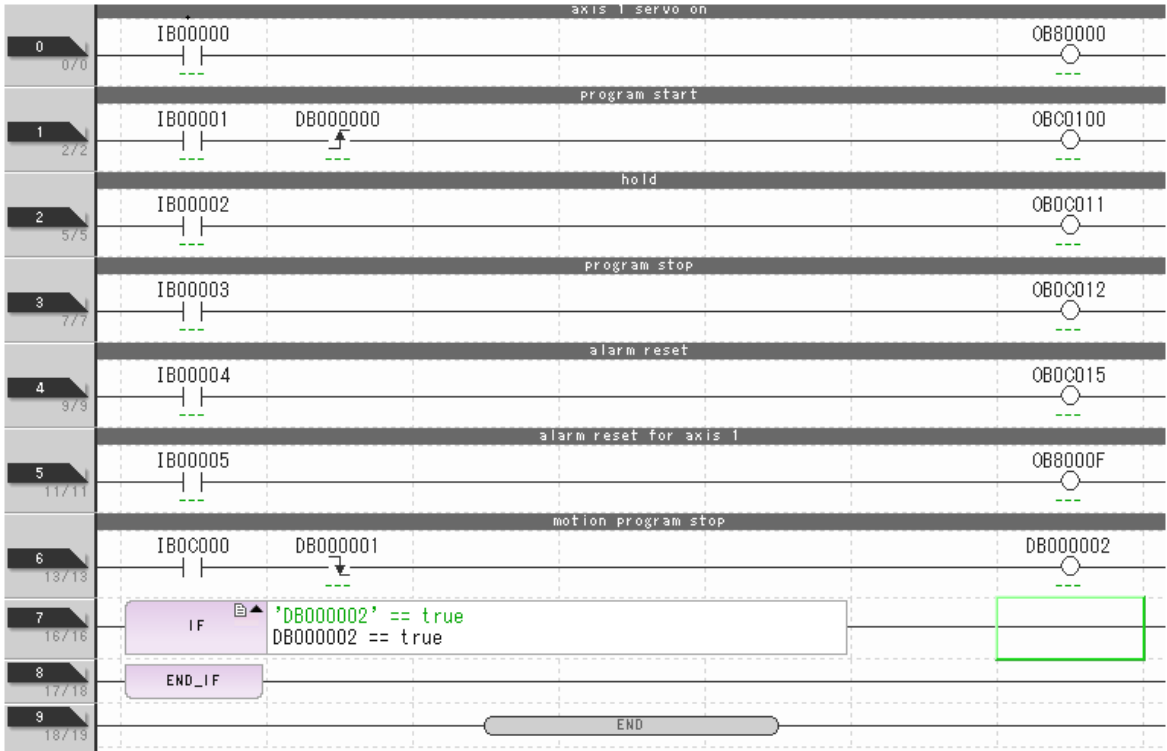 axis 1 servo on
0
0/0
IB00000 OB80000
---  ---
program start
1
2/2
IB00001 DB000000 OBC0100
--- --- ---
hold
2
5/5
IB00002 OB0C011
--- ---
program stop
3
7/7
IB00003 OB0C012
--- ---
alarm reset
4
9/9
IB00004 OB0C015
--- ---
alarm reset for axis 1
5
11/11
IB00005 OB8000F
--- ---
motion program stop
6
13/13
IB0C000 DB000001 DB000002
--- ---
7
16/16
IF
'DB000002' == true
DB000002 == true
8
17/18
END_IF
9
18/19
END